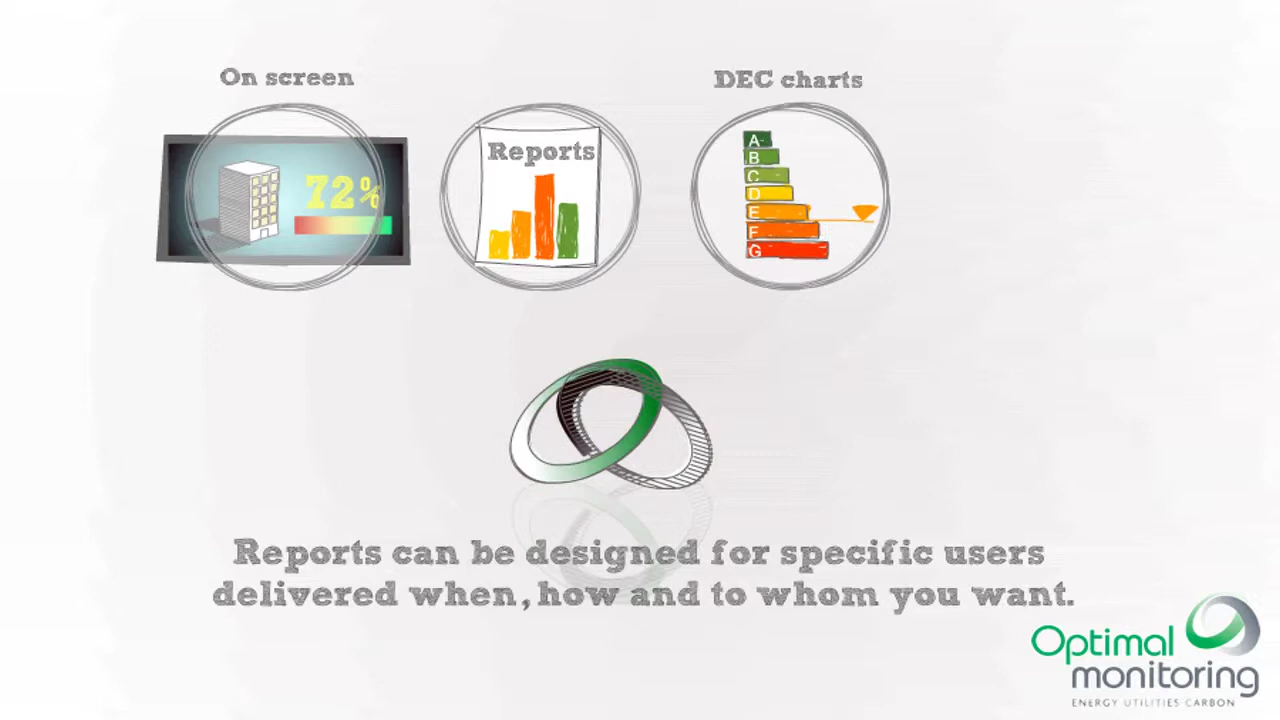 On screen
DEC charts
72%
Reports
A
B
C
D
E
F
G
Reports can be designed for specific users
delivered when, how and to whom you want.
Optimal
monitoring
ENERGY UTILITIES CARBON